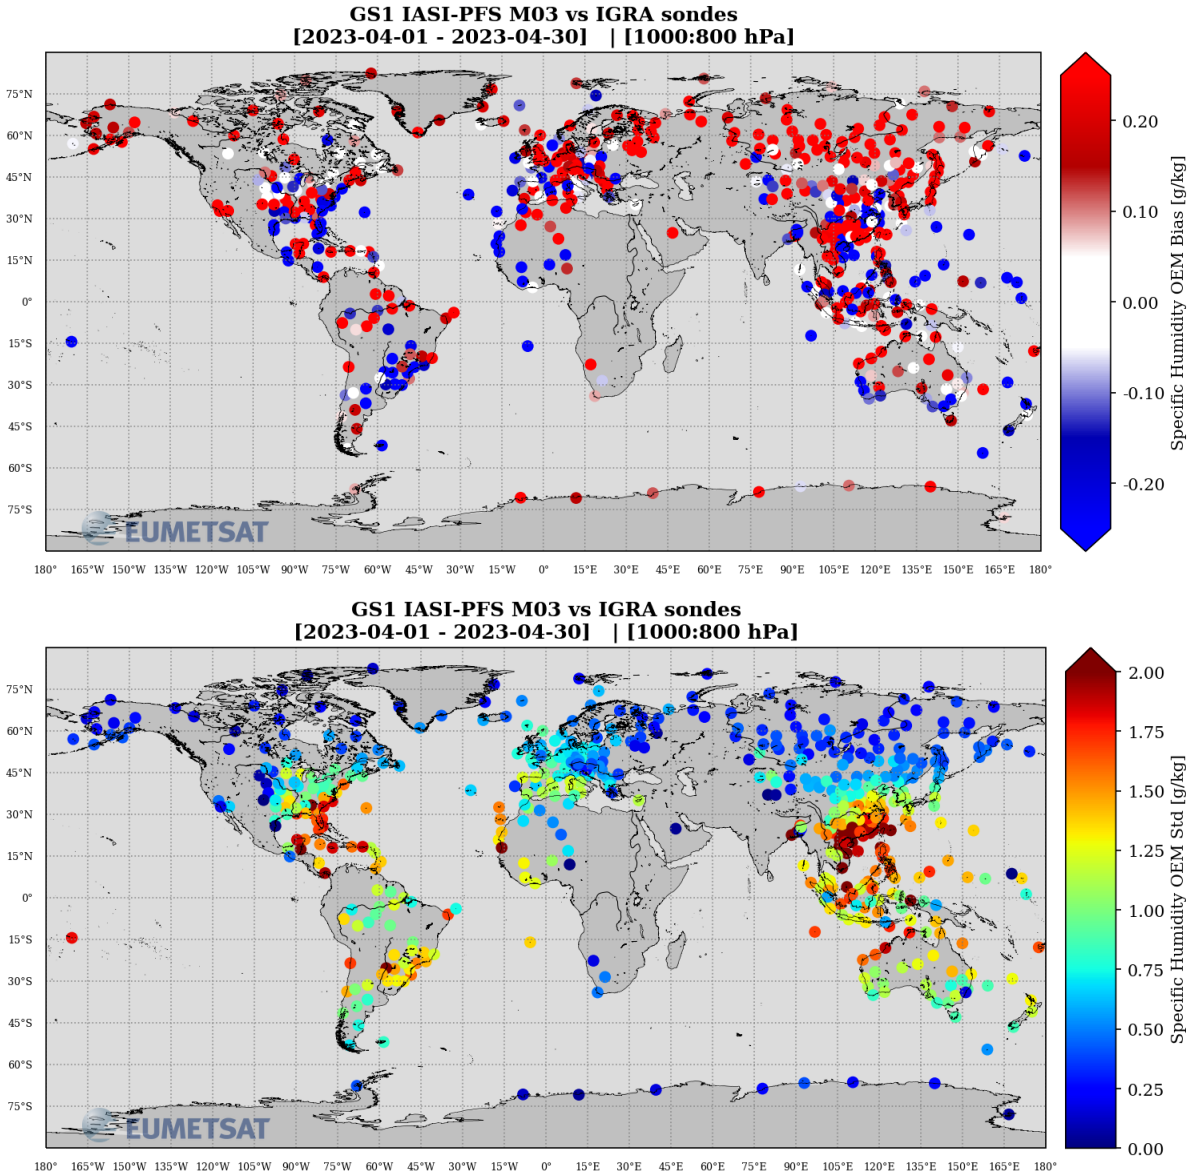 GS1 IASI-PFS M03 vs IGRA sondes
[2023-04-01 - 2023-04-30]   | [1000:800 hPa]
75°N
60°N
45°N
30°N
15°N
0°
15°S
30°S
45°S
60°S
75°S
EUMETSAT
180° 165°W 150°W 135°W 120°W 105°W 90°W 75°W 60°W 45°W 30°W 15°W 0° 15°E 30°E 45°E 60°E 75°E 90°E 105°E 120°E 135°E 150°E 165°E 180°
0.20
0.10
0.00
-0.10
-0.20
Specific Humidity OEM Bias [g/kg]
GS1 IASI-PFS M03 vs IGRA sondes
[2023-04-01 - 2023-04-30]   | [1000:800 hPa]
75°N
60°N
45°N
30°N
15°N
0°
15°S
30°S
45°S
60°S
75°S
EUMETSAT
180° 165°W 150°W 135°W 120°W 105°W 90°W 75°W 60°W 45°W 30°W 15°W 0° 15°E 30°E 45°E 60°E 75°E 90°E 105°E 120°E 135°E 150°E 165°E 180°
2.00
1.75
1.50
1.25
1.00
0.75
0.50
0.25
0.00
Specific Humidity OEM Std [g/kg]